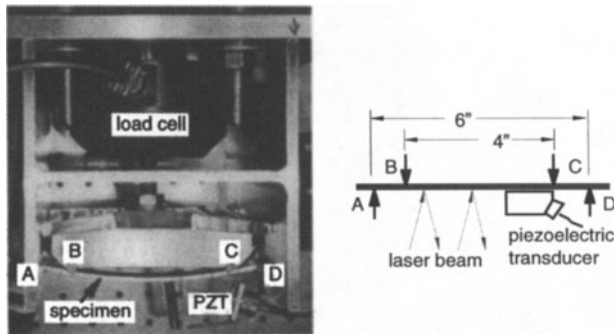 load cell
A
B
C
D
specimen
PZT
6"
4"
B
C
A
D
laser beam
piezoelectric
transducer